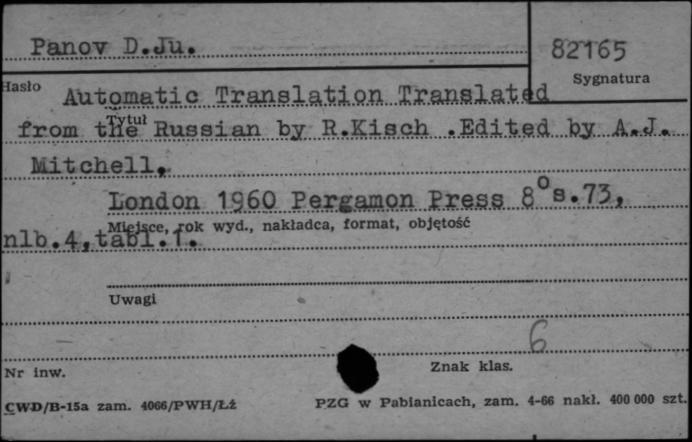 Panov D.Ju.
82165
Hasło
Sygnatura
Automatic Translation Translated
Tytuł
from the Russian by R.Kisch .Edited by A.J.
Mitchell,
London 1960 Pergamon Press 8° s.73,
Miejsce, rok wyd., nakładca, format, objętość
nlb.4,tabl.1.
Uwagi
6
Nr inw.
Znak klas.
CWD/B-15a zam. 4066/PWH/Łż
PZG w Pabianicach, zam. 4-66 nakł. 400 000 szt.